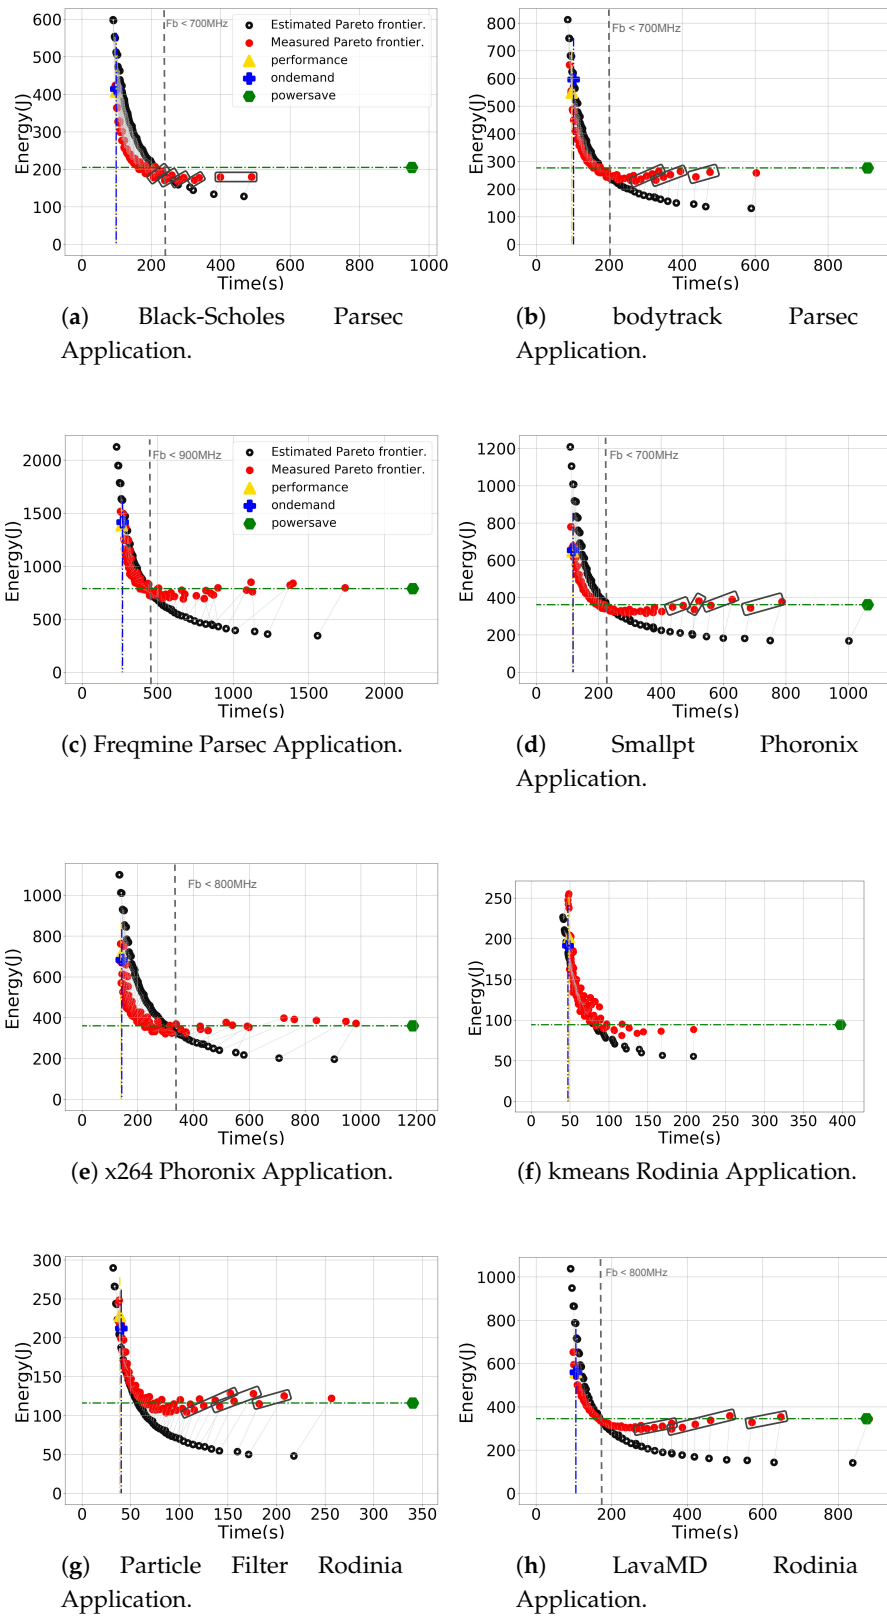 600
500
400
300
200
100
0
Energy(J)
Fb < 700MHz
Estimated Pareto frontier.
Measured Pareto frontier.
performance
ondemand
powersave
0 200 400 600 800 1000
Time(s)
(a) Black-Scholes Parsec
Application.
800
700
600
500
400
300
200
100
0
Energy(J)
Fb < 700MHz
0 200 400 600 800
Time(s)
(b) bodytrack Parsec
Application.
2000
1500
1000
500
0
Energy(J)
Fb < 900MHz
Estimated Pareto frontier.
Measured Pareto frontier.
performance
ondemand
powersave
0 500 1000 1500 2000
Time(s)
(c) Freqmine Parsec Application.
1200
1000
800
600
400
200
0
Energy(J)
Fb < 700MHz
0 200 400 600 800 1000
Time(s)
(d) Smallpt Phoronix
Application.
1000
800
600
400
200
0
Energy(J)
Fb < 800MHz
0 200 400 600 800 1000 1200
Time(s)
(e) x264 Phoronix Application.
250
200
150
100
50
0
Energy(J)
0 50 100 150 200 250 300 350 400
Time(s)
(f) kmeans Rodinia Application.
300
250
200
150
100
50
0
Energy(J)
0 50 100 150 200 250 300 350
Time(s)
(g) Particle Filter Rodinia
Application.
1000
800
600
400
200
0
Energy(J)
Fb < 800MHz
0 200 400 600 800
Time(s)
(h) LavaMD Rodinia
Application.